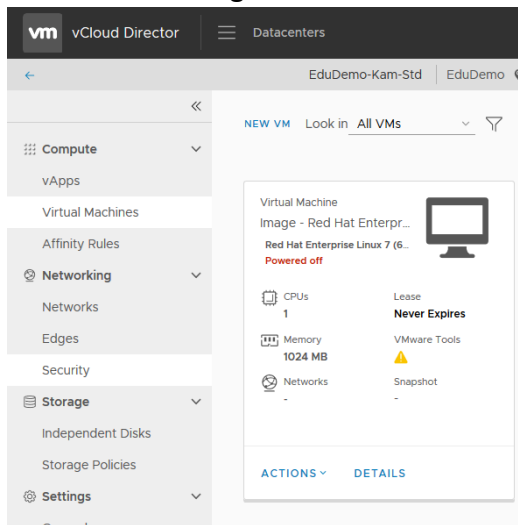 vm vCloud Director Datacenters
EduDemo-Kam-Std EduDemo
Compute
vApps
Virtual Machines
Affinity Rules
Networking
Networks
Edges
Security
Storage
Independent Disks
Storage Policies
Settings
NEW VM Look in All VMs
Virtual Machine
Image - Red Hat Enterpr...
Red Hat Enterprise Linux 7 (6...
Powered off
CPUs Lease
1 Never Expires
Memory VMware Tools
1024 MB
Networks Snapshot
- -
ACTIONS DETAILS